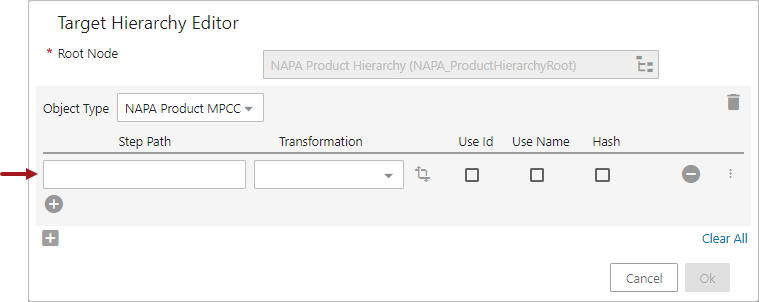 Target Hierarchy Editor
* Root Node
NAPA Product Hierarchy (NAPA_ProductHierarchyRoot)
Object Type NAPA Product MPCC
Step Path Transformation Use Id Use Name Hash
Clear All
Cancel Ok